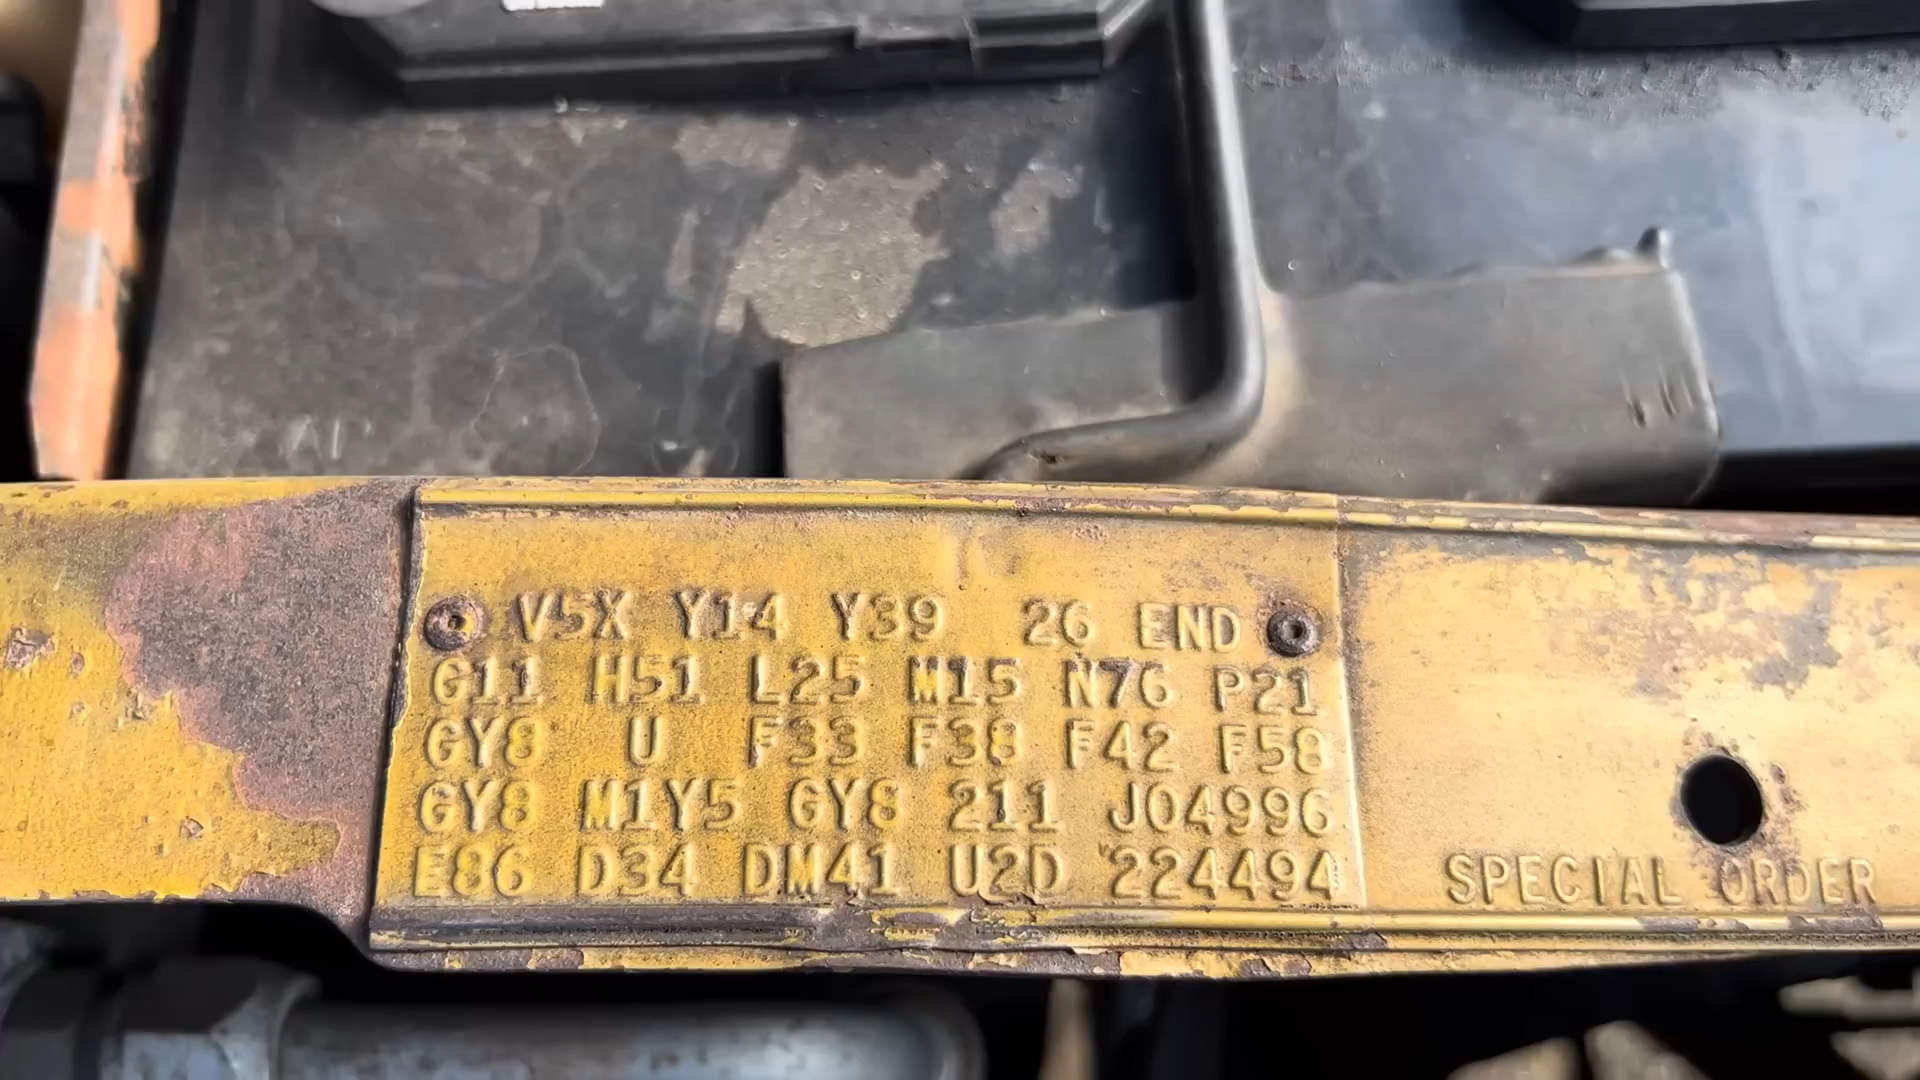 V5X Y14 Y39 26 END
G11 H51 L25 M15 N76 P21
GY8 U F33 F38 F42 F58
GY8 M1Y5 GY8 211 J04996
E86 D34 DM41 U2D 224494
SPECIAL ORDER